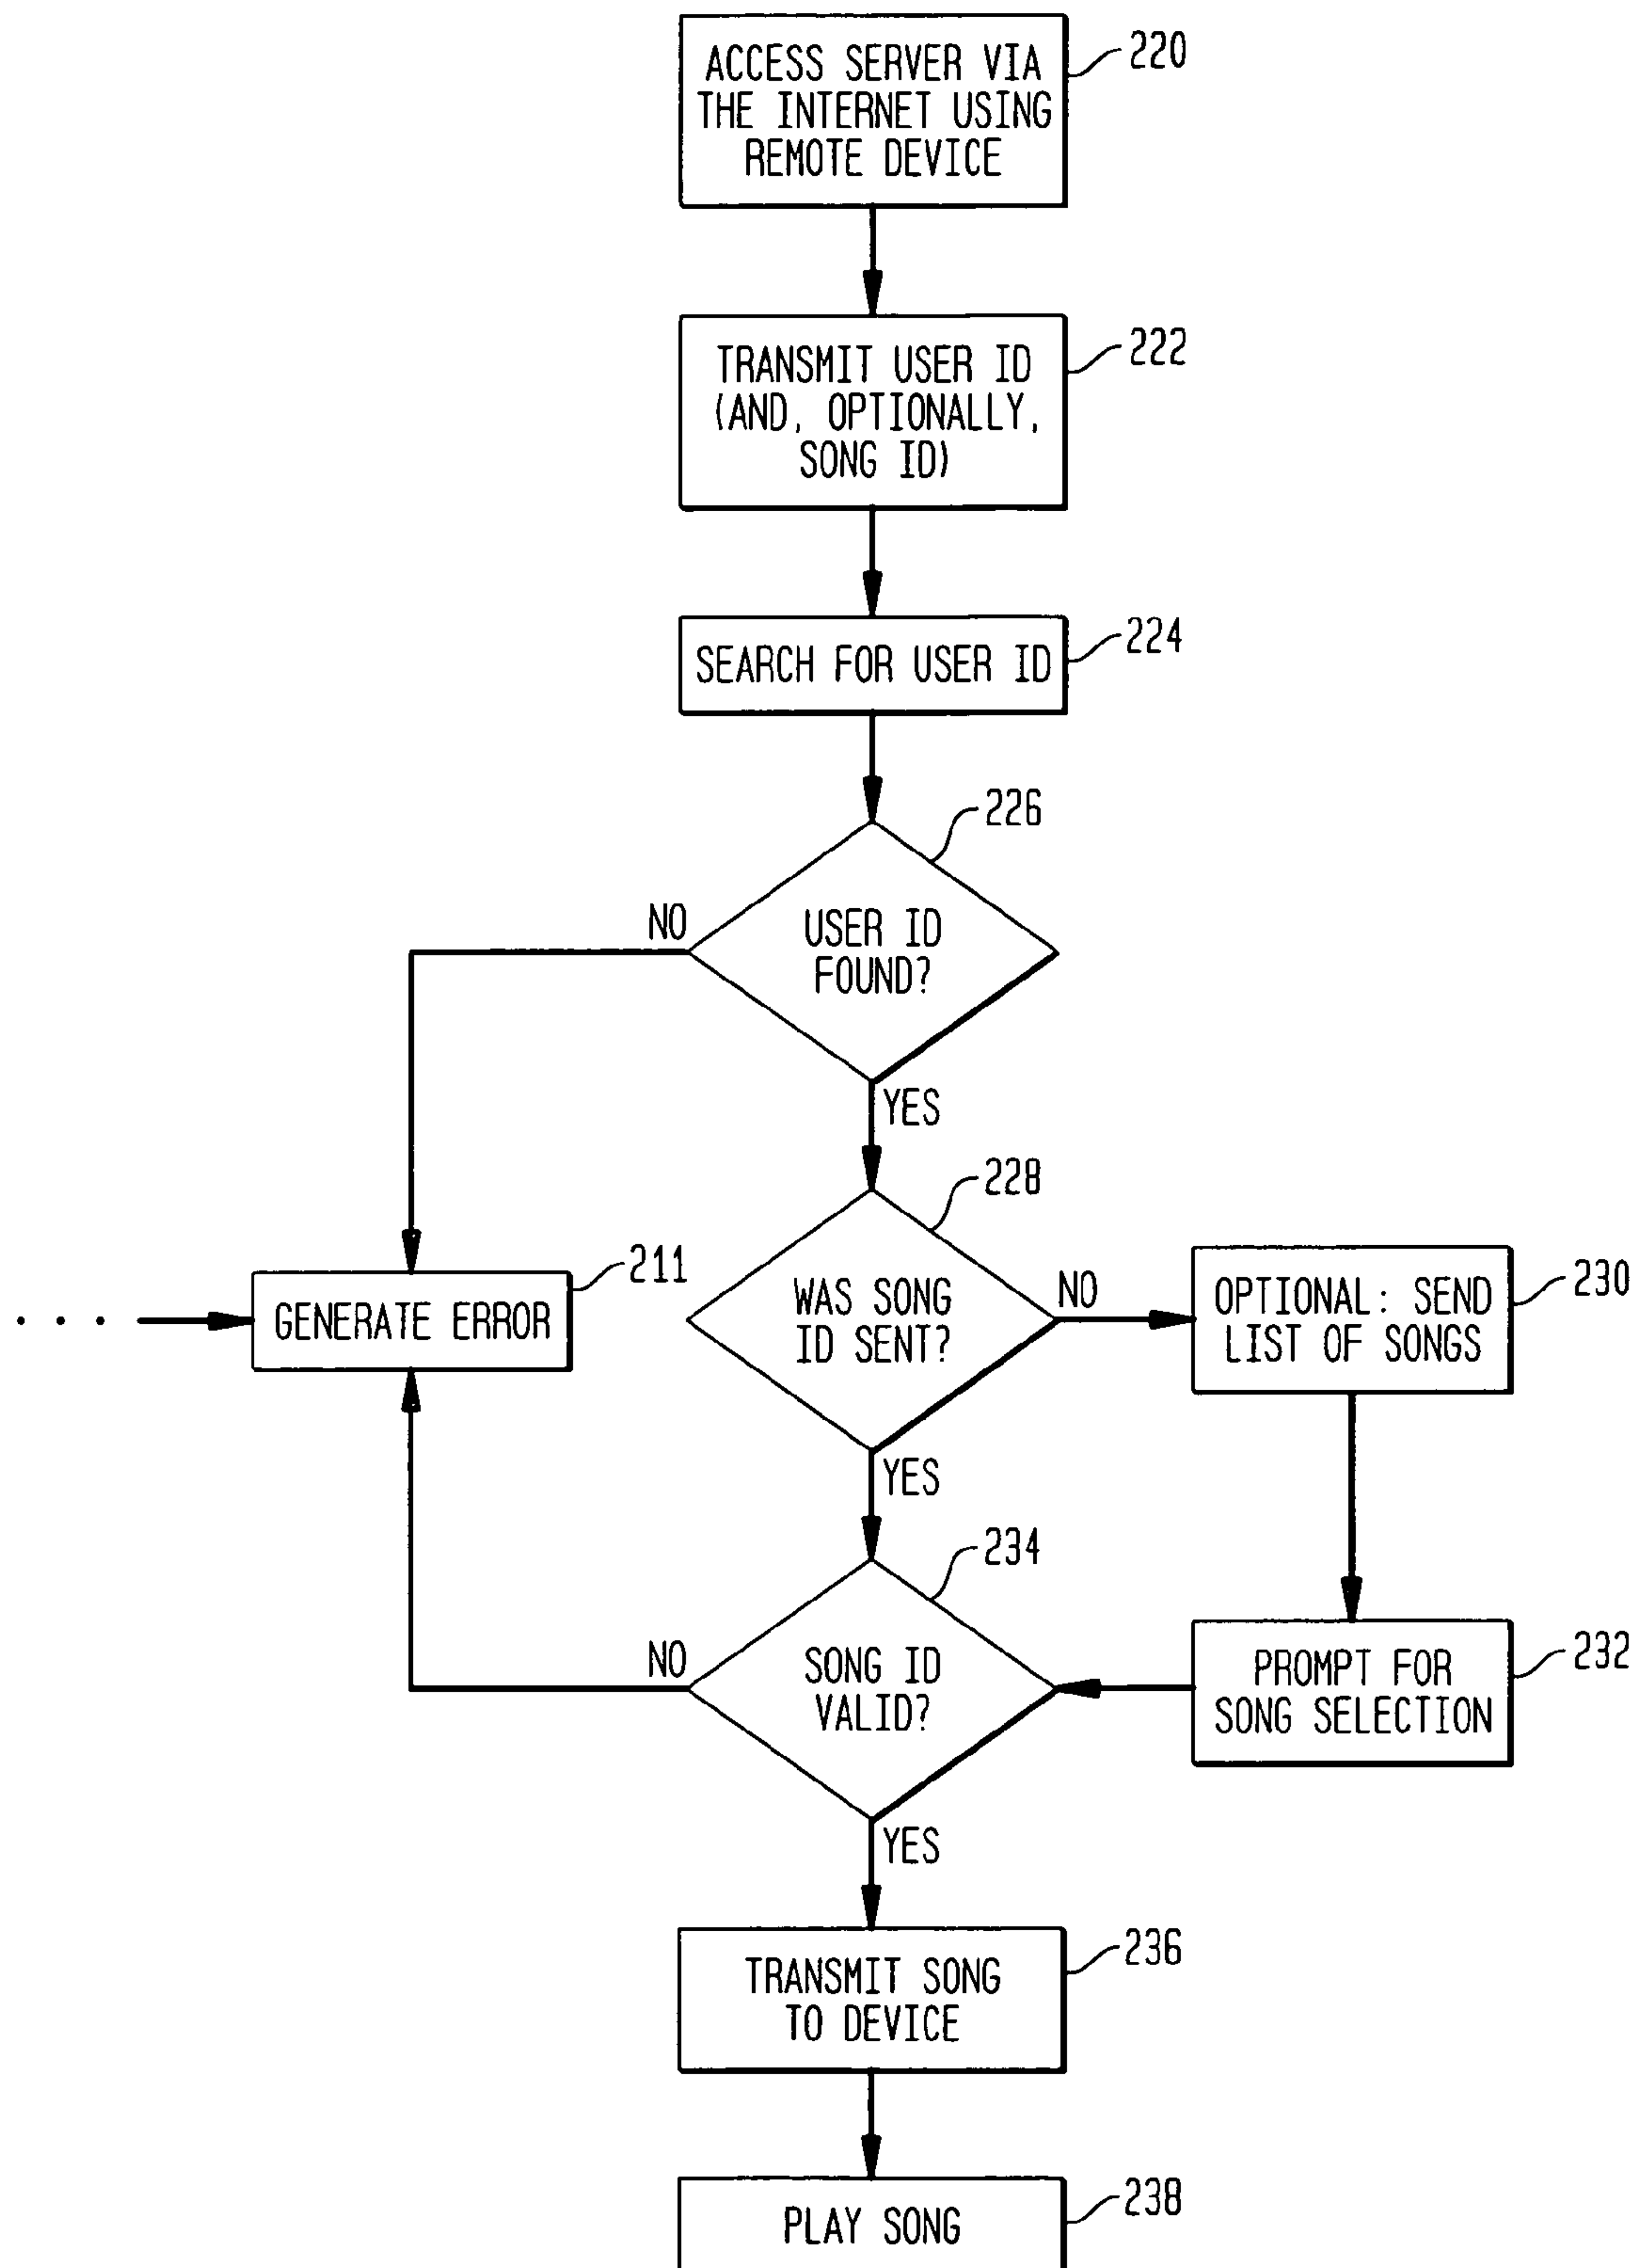 ACCESS SERVER VIA
THE INTERNET USING
REMOTE DEVICE
220
TRANSMIT USER ID
(AND, OPTIONALLY,
SONG ID)
222
SEARCH FOR USER ID
224
226
USER ID
FOUND?
NO
YES
228
WAS SONG
ID SENT?
NO
YES
230
OPTIONAL: SEND
LIST OF SONGS
211
GENERATE ERROR
. . .
232
PROMPT FOR
SONG SELECTION
234
SONG ID
VALID?
NO
YES
236
TRANSMIT SONG
TO DEVICE
238
PLAY SONG